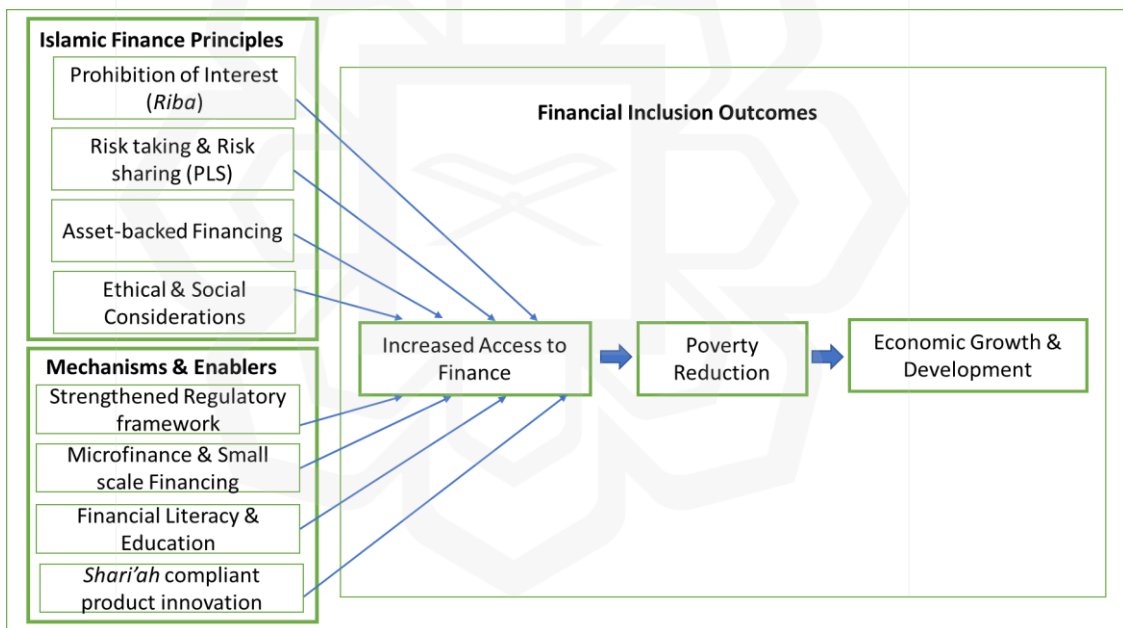 Islamic Finance Principles
Prohibition of Interest
(Riba)
Risk taking & Risk
sharing (PLS)
Asset-backed Financing
Ethical & Social
Considerations
Mechanisms & Enablers
Strengthened Regulatory
framework
Microfinance & Small
scale Financing
Financial Literacy &
Education
Shari’ah compliant
product innovation
Financial Inclusion Outcomes
Increased Access to
Finance
Poverty
Reduction
Economic Growth &
Development